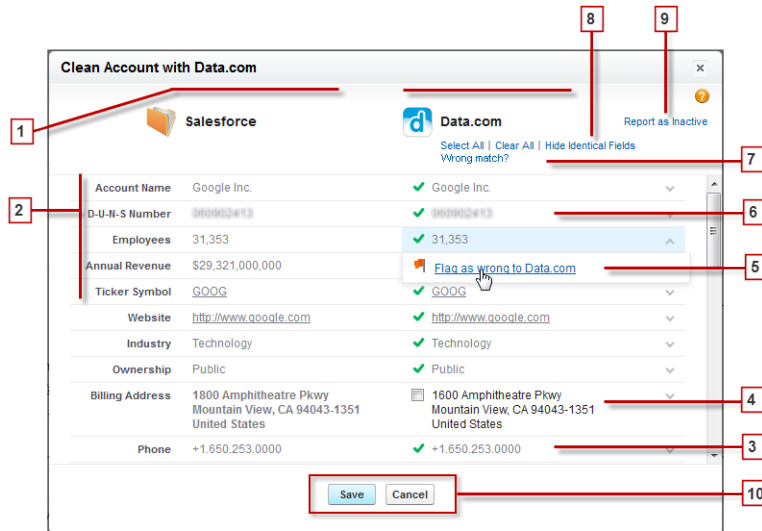 8
9
Clean Account with Data.com
x
?
1
Salesforce
d
Data.com
Report as Inactive
Select All | Clear All | Hide Identical Fields
Wrong match?
7
2
Account Name Google Inc. Google Inc.
D-U-N-S Number
6
Employees 31,353 31,353
Annual Revenue $29,321,000,000
Flag as wrong to Data.com
5
Ticker Symbol GOOG GOOG
Website http://www.google.com http://www.google.com
Industry Technology Technology
Ownership Public Public
Billing Address 1800 Amphitheatre Pkwy 1600 Amphitheatre Pkwy
4
Mountain View, CA 94043-1351 Mountain View, CA 94043-1351
United States United States
Phone +1.650.253.0000 +1.650.253.0000
3
Save Cancel
10